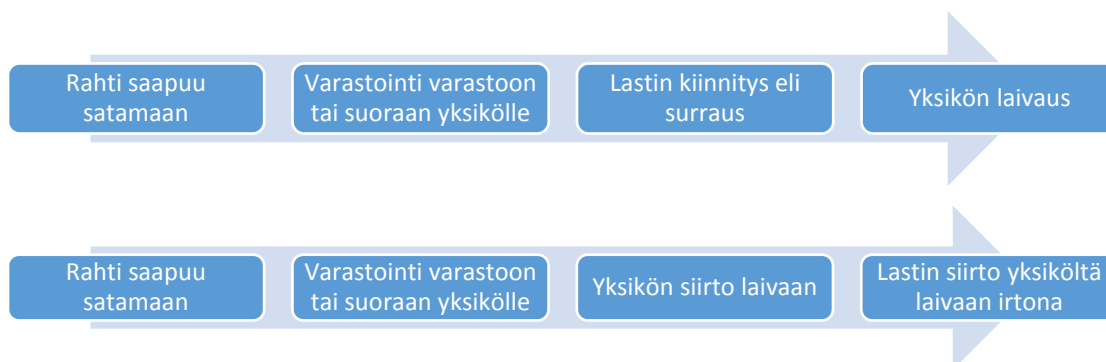 Rahti saapuu
satamaan
Varastointi varastoon
tai suoraan yksikölle
Lastin kiinnitys eli
surraus
Yksikön laivaus
Rahti saapuu
satamaan
Varastointi varastoon
tai suoraan yksikölle
Yksikön siirto laivaan
Lastin siirto yksiköltä
laivaan irtona